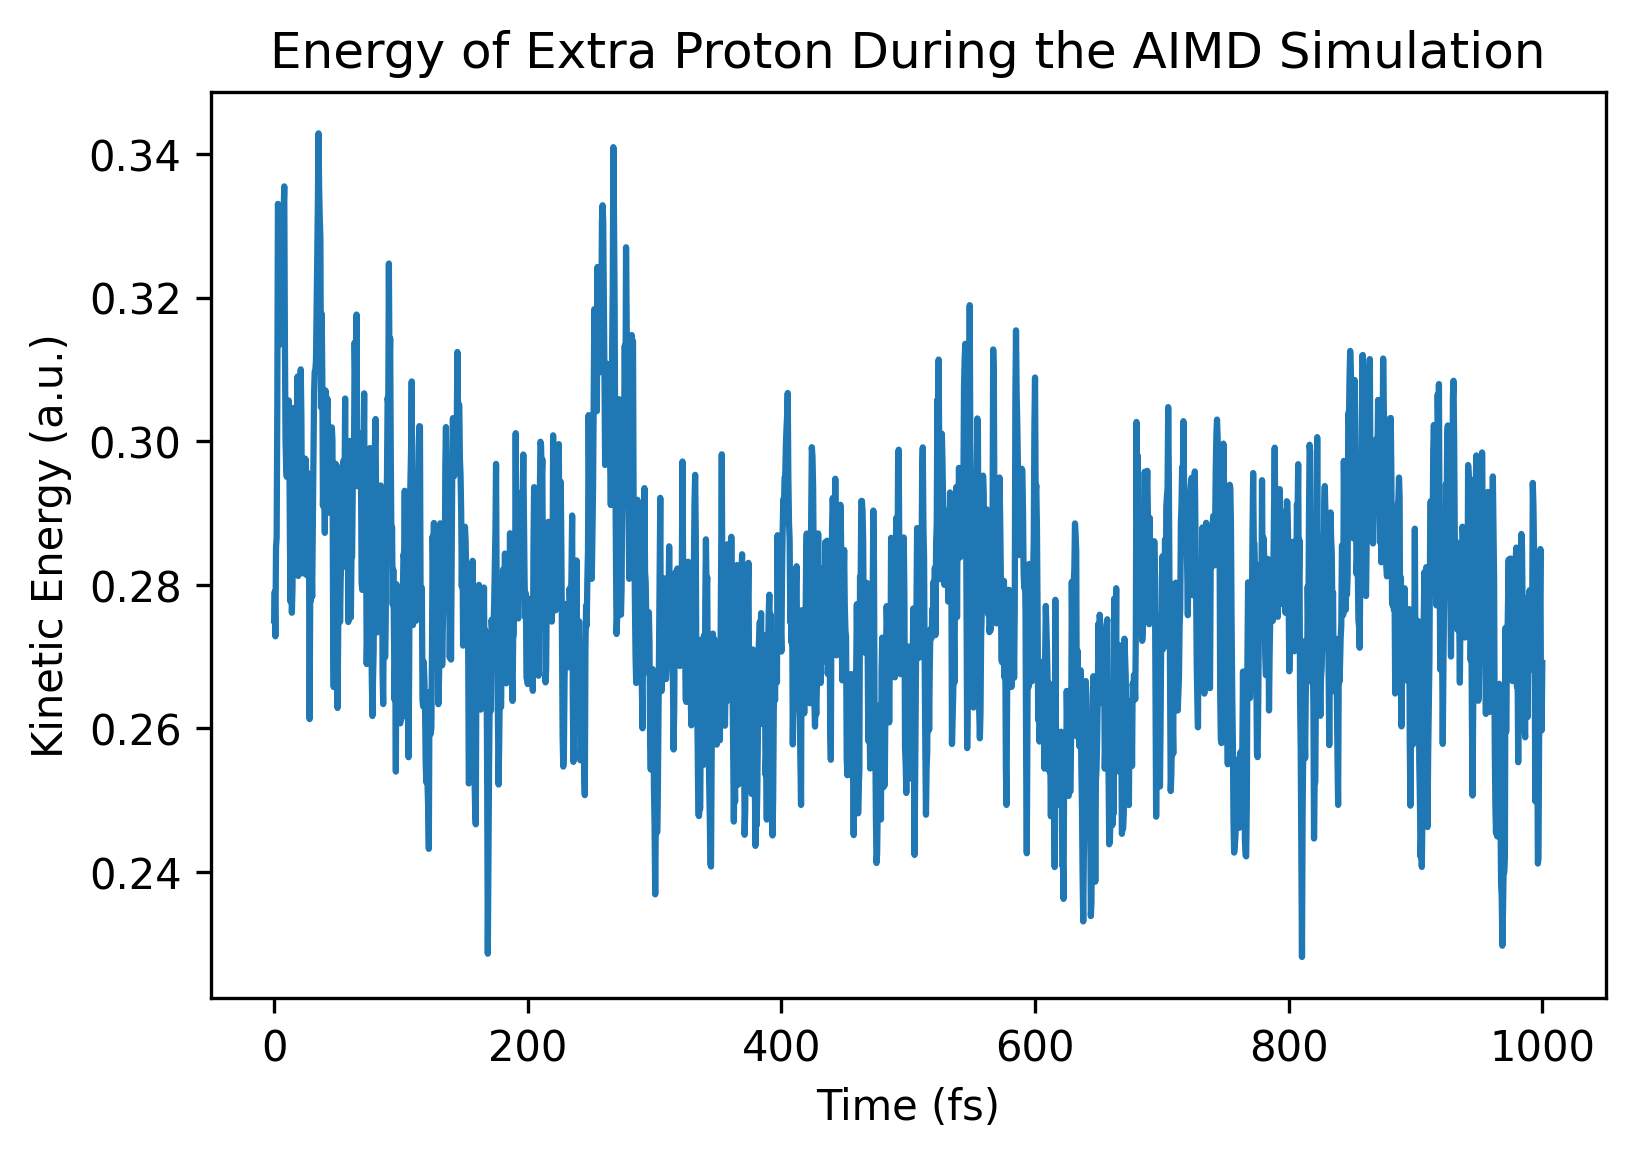 Energy of Extra Proton During the AIMD Simulation
Kinetic Energy (a.u.)
0.34
0.32
0.30
0.28
0.26
0.24
0 200 400 600 800 1000
Time (fs)